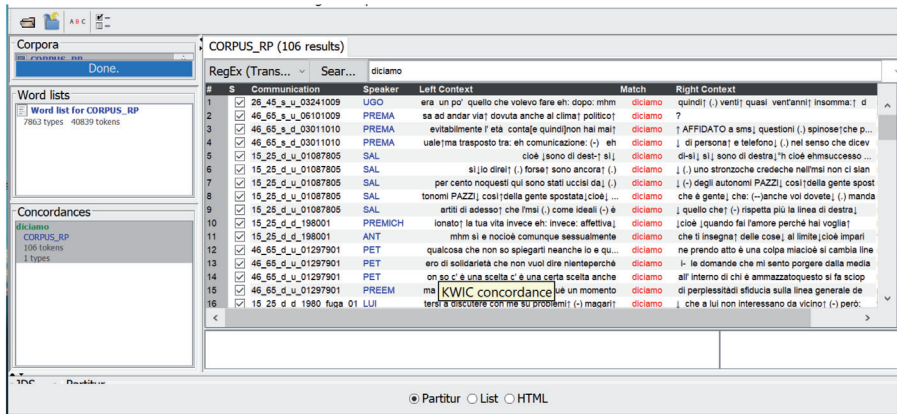 A B C
Corpora
CORPUS_RP
Done.
Word lists
Word list for CORPUS_RP
7863 types 40839 tokens
Concordances
diciamo
CORPUS_RP
106 tokens
1 types
CORPUS_RP (106 results)
RegEx (Trans... Sear... diciamo
# S Communication Speaker Left Context Match Right Context
1 26_45_s_u_03241009 UGO era un po' quello che volevo fare eh: dopo: mhm diciamo quindi↑ (.) venti↑ quasi vent'anni↑ insomma:↑ d
2 46_65_s_u_06101009 PREMA sa ad andar via↑ dovuta anche al clima↑ politico↑ diciamo ?
3 46_65_s_d_03011010 PREMA evitabilmente l' età conta[e quindi]non hai mai↑ diciamo ↑ AFFIDATO a sms↓ questioni (.) spinose↑che p...
4 46_65_s_d_03011010 PREMA uale↑ma trasposto tra: eh comunicazione: (-) eh diciamo ↓ di persona↑ e telefono↓ (.) nel senso che dicev
5 15_25_d_u_01087805 SAL cioè ↓sono di dest-↑ sì↓ diciamo di-sì↓ sì↓ sono di destra↓°h cioè ehmsuccesso ...
6 15_25_d_u_01087805 SAL sì↓io direi↑ (.) forse↑ sono ancora↑ (.) diciamo ↓ (.) uno stronzoche credeche nell'msi non ci sian
7 15_25_d_u_01087805 SAL per cento noquesti qui sono stati uccisi da↓ (.) diciamo ↓ (-) degli autonomi PAZZI↓ così↑della gente spost
8 15_25_d_u_01087805 SAL tonomi PAZZI↓ così↑della gente spostata↓cioè↓ ... diciamo che è gente↓ che: (--)anche voi dovete↓ (.) manda
9 15_25_d_u_01087805 SAL artiti di adesso↑ che l'msi (.) come ideali (-) è diciamo ↓ quello che↑ (-) rispetta più la linea di destra↓
10 15_25_d_d_198001 PREMICH ionato↑ la tua vita invece eh: invece: affettiva↓ diciamo ↓cioè ↓quando fai l'amore perché hai voglia↑
11 15_25_d_d_198001 ANT mhm sì e nocioè comunque sessualmente diciamo che ti insegna↑ delle cose↓ al limite↓cioè impari
12 46_65_d_u_01297901 PET qualcosa che non so spiegarti neanche io e qu... diciamo ne prendo atto è una colpa miacioè si cambia line
13 46_65_d_u_01297901 PET ero di solidarietà che non vuol dire nienteperché diciamo i- le domande che mi sento porgere dalla media
14 46_65_d_u_01297901 PET on so c' è una scelta c' è una certa scelta anche diciamo all' interno di chi è ammazzatoquesto si fa sciop
15 46_65_d_u_01297901 PREEM ma un momento diciamo di perplessitàdi sfiducia sulla linea generale de
16 15_25_d_1980_fuga_01 LUI tersi a discutere con me su problemi↑ (-) magari↑ diciamo ↓ che a lui non interessano da vicino↑ (-) però:
KWIC concordance
Partitur List HTML